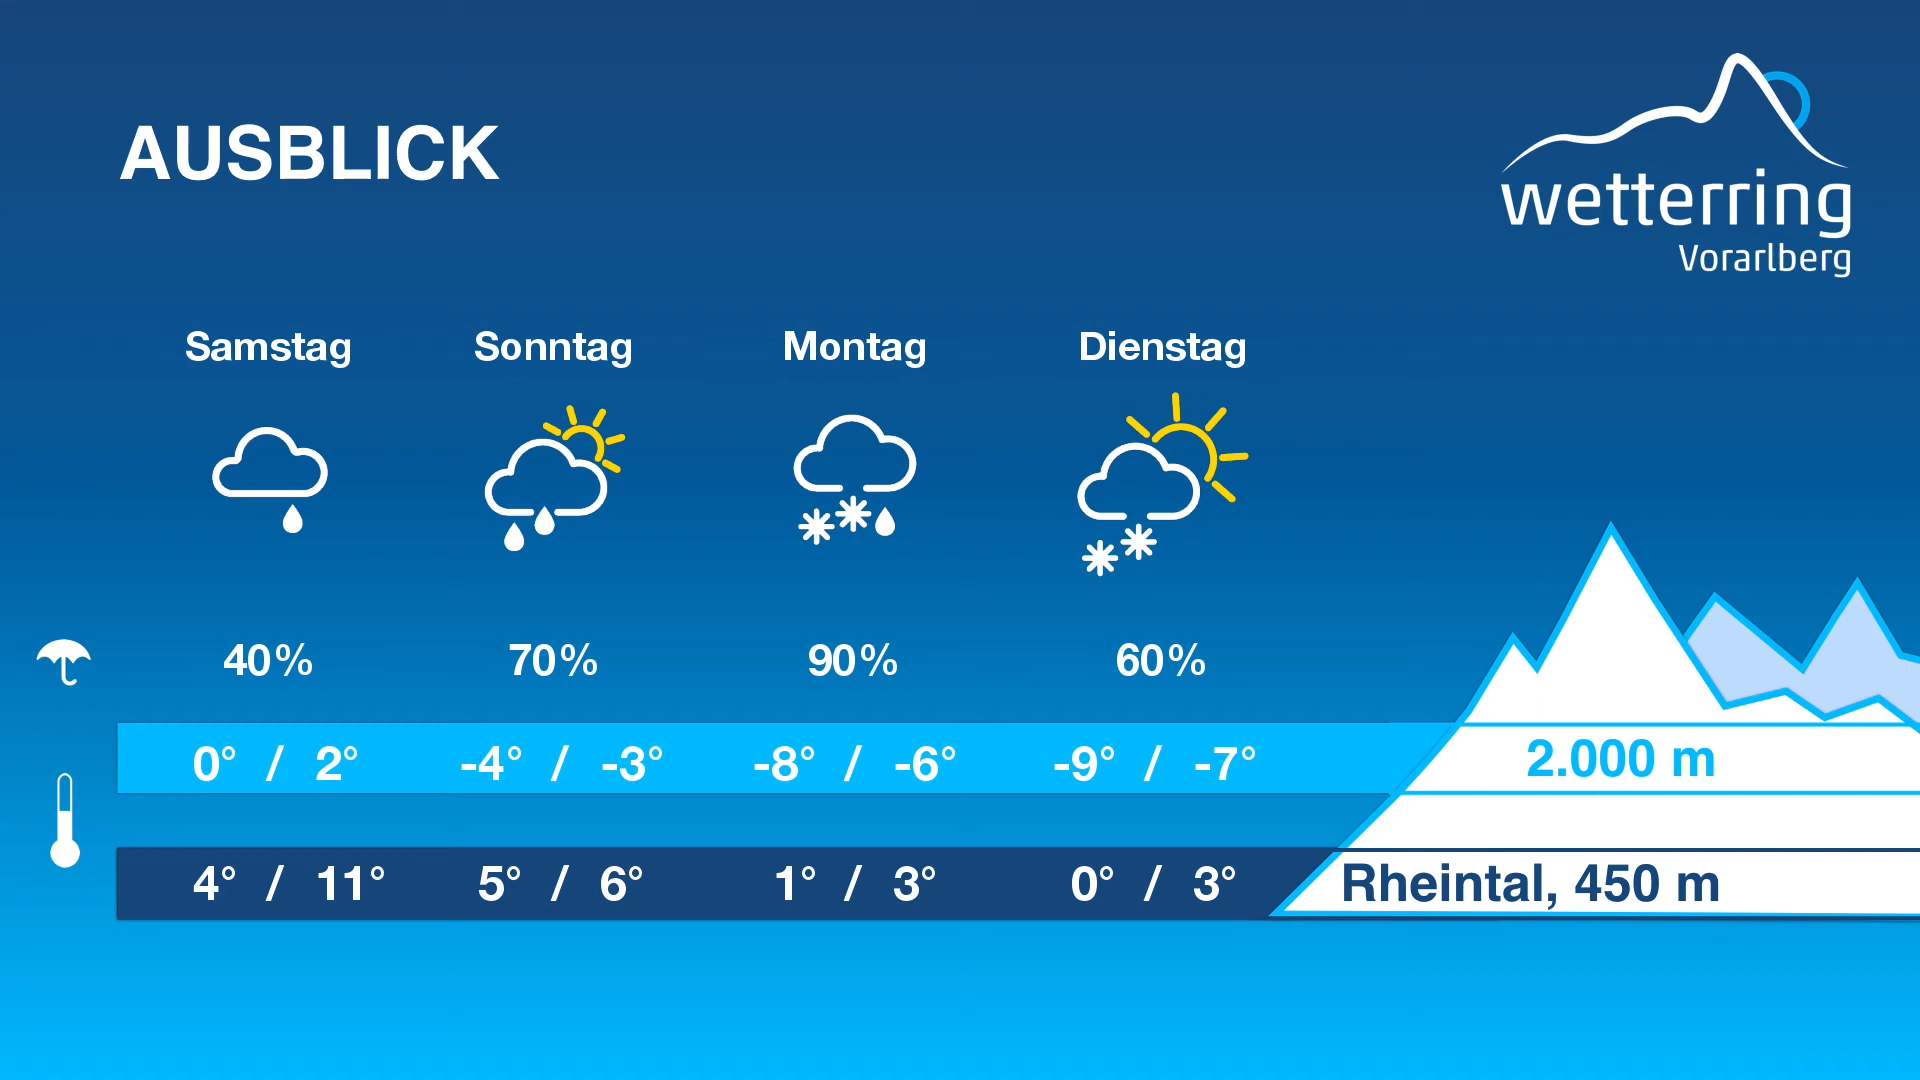 AUSBLICK
wetterring
Vorarlberg
Samstag Sonntag Montag Dienstag
40% 70% 90% 60%
0° / 2° -4° / -3° -8° / -6° -9° / -7° 2.000 m
4° / 11° 5° / 6° 1° / 3° 0° / 3° Rheintal, 450 m